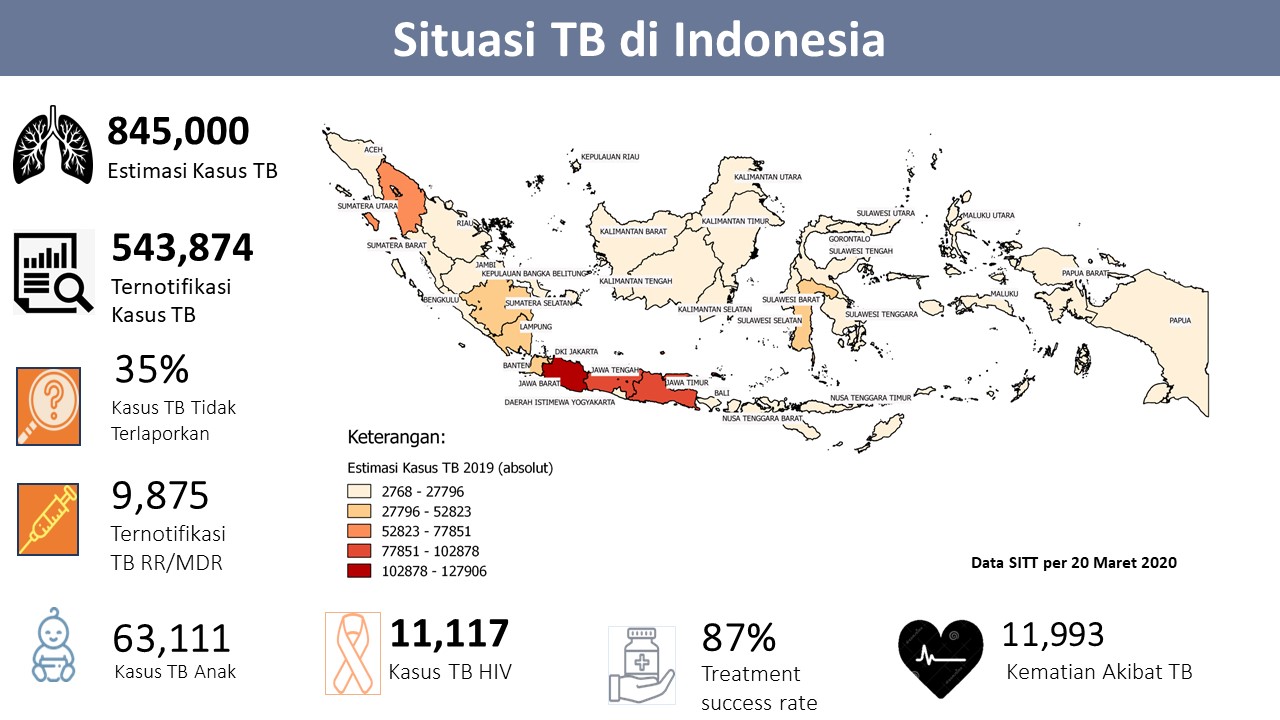 Situasi TB di Indonesia
845,000
Estimasi Kasus TB
543,874
Ternotifikasi
Kasus TB
35%
Kasus TB Tidak
Terlaporkan
9,875
Ternotifikasi
TB RR/MDR
63,111
Kasus TB Anak
ACEH
SUMATERA UTARA
KEPULAUAN RIAU
RIAU
SUMATERA BARAT
JAMBI
KEPULAUAN BANGKA BELITUNG
BENGKULU
SUMATERA SELATAN
LAMPUNG
DKI JAKARTA
BANTEN
JAWA TENGAH
JAWA BARAT
JAWA TIMUR
DAERAH ISTIMEWA YOGYAKARTA
BALI
NUSA TENGGARA BARAT
NUSA TENGGARA TIMUR
KALIMANTAN UTARA
KALIMANTAN TIMUR
KALIMANTAN BARAT
KALIMANTAN TENGAH
KALIMANTAN SELATAN
SULAWESI UTARA
GORONTALO
SULAWESI TENGAH
SULAWESI BARAT
SULAWESI SELATAN
SULAWESI TENGGARA
MALUKU UTARA
MALUKU
PAPUA BARAT
PAPUA
Keterangan:
Estimasi Kasus TB 2019 (absolut)
2768 - 27796
27796 - 52823
52823 - 77851
77851 - 102878
102878 - 127906
Data SITT per 20 Maret 2020
11,117
Kasus TB HIV
87%
Treatment
success rate
11,993
Kematian Akibat TB